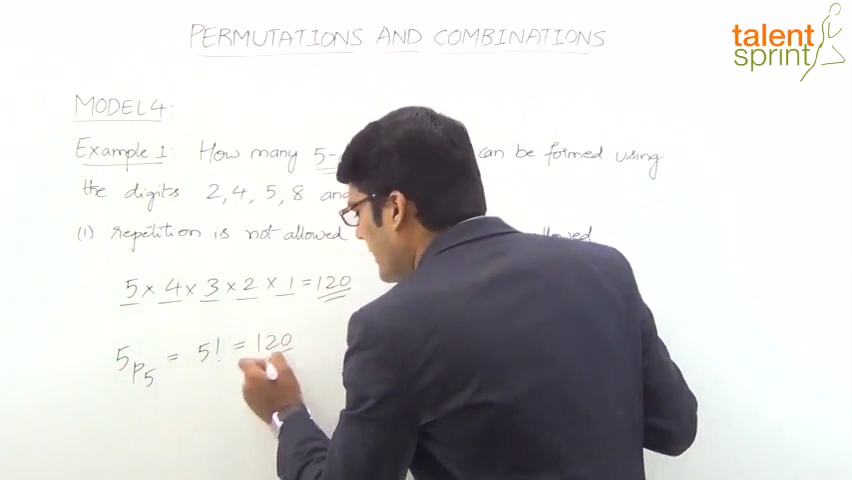 PERMUTATIONS AND COMBINATIONS
talent
sprint
MODEL 4:
Example 1: How many 5- can be formed using
the digits 2, 4, 5, 8 and
(i) repetition is not allowed
5 × 4 × 3 × 2 × 1 = 120
5P5 = 5! = 120